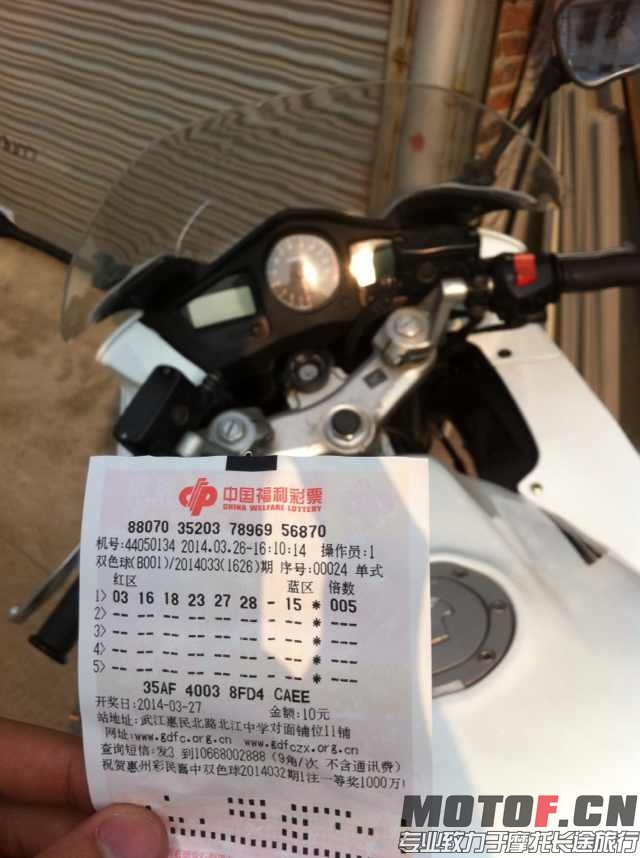 中国福利彩票
CHINA WELFARE LOTTERY
88070 35203 78969 56870
机号:44050134 2014.03.26-16:10:14 操作员:1
双色球(B001)/2014033(1626)期 序号:00024 单式
红区 蓝区 倍数
1> 03 16 18 23 27 28 - 15 * 005
2> -- -- -- -- -- -- - -- * ---
3> -- -- -- -- -- -- - -- * ---
4> -- -- -- -- -- -- - -- * ---
5> -- -- -- -- -- -- - -- * ---
35AF 4003 8FD4 CAEE
开奖日:2014-03-27 金额:10元
站地址:武江惠民北路北江中学对面铺位11铺
网址:www.gdfc.org.cn www.gdfczx.org.cn
查询短信:发3 到10668002888 (9角/次 不含通讯费)
祝贺惠州彩民喜中双色球2014032期1注一等奖1000万!
MOTOF.CN
专业致力于摩托长途旅行